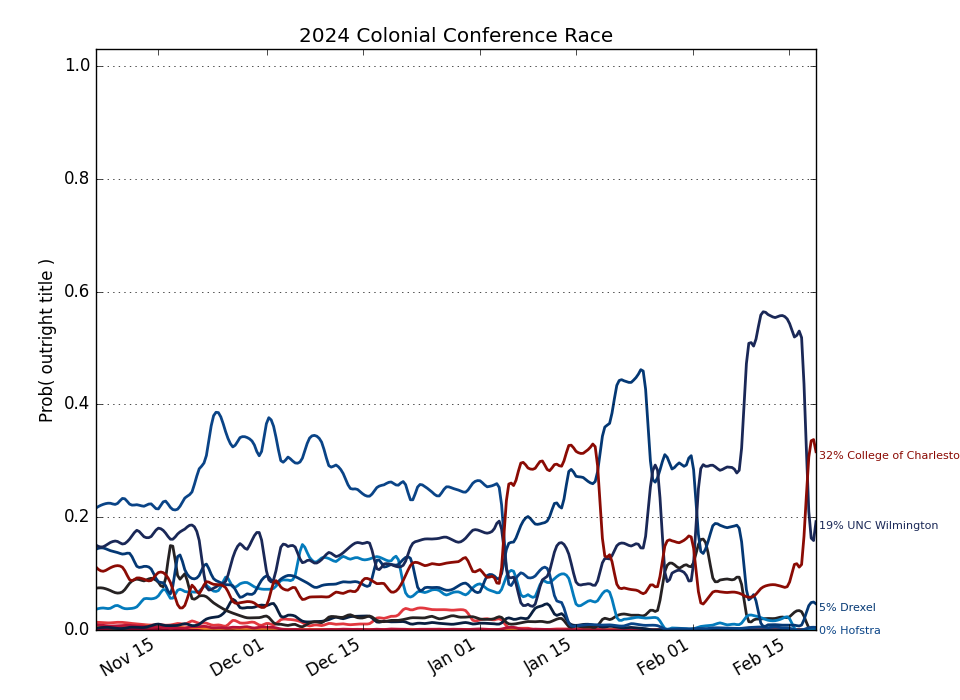 2024 Colonial Conference Race
Prob( outright title )
1.0
0.8
0.6
0.4
0.2
0.0
Nov 15
Dec 01
Dec 15
Jan 01
Jan 15
Feb 01
Feb 15
32% College of Charlesto
19% UNC Wilmington
5% Drexel
0% Hofstra